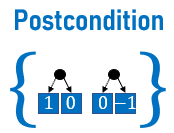 Postcondition
{ 1 0 0 −1 }